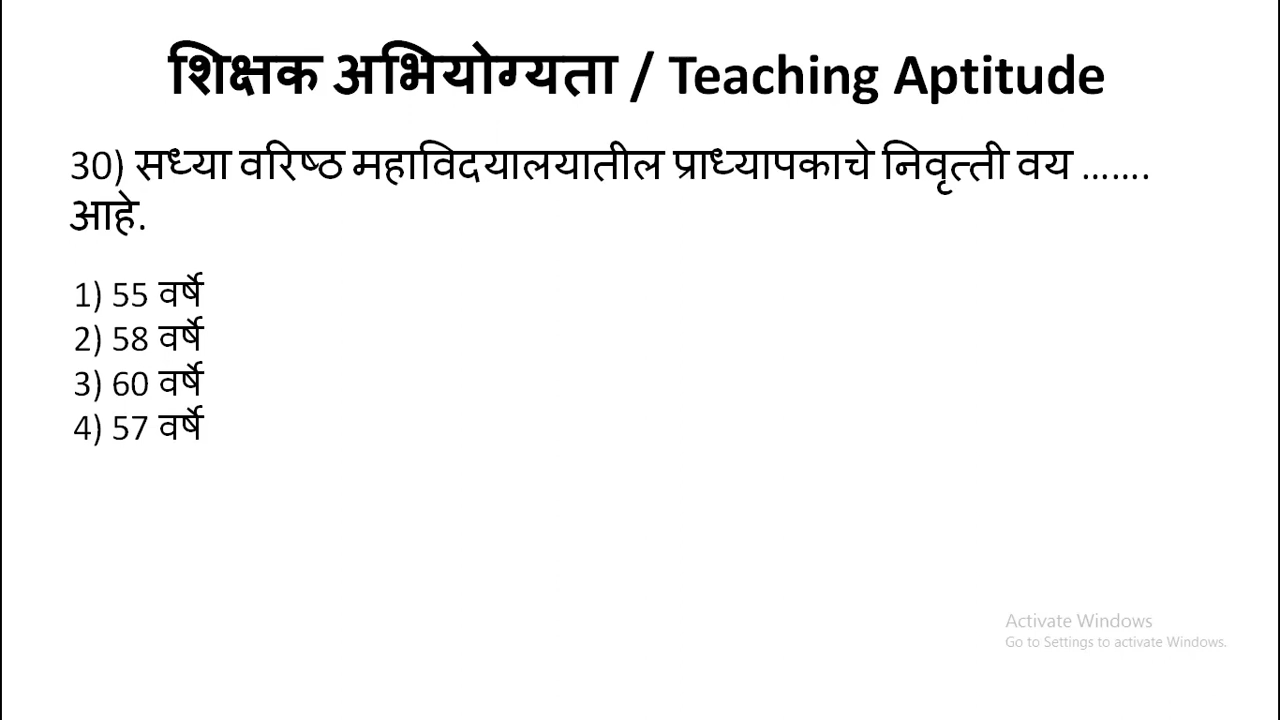 शिक्षक अभियोग्यता / Teaching Aptitude
30) सध्या वरिष्ठ महाविदयालयातील प्राध्यापकाचे निवृत्ती वय .......
आहे.
1) 55 वर्षे
2) 58 वर्षे
3) 60 वर्षे
4) 57 वर्षे
Activate Windows
Go to Settings to activate Windows.